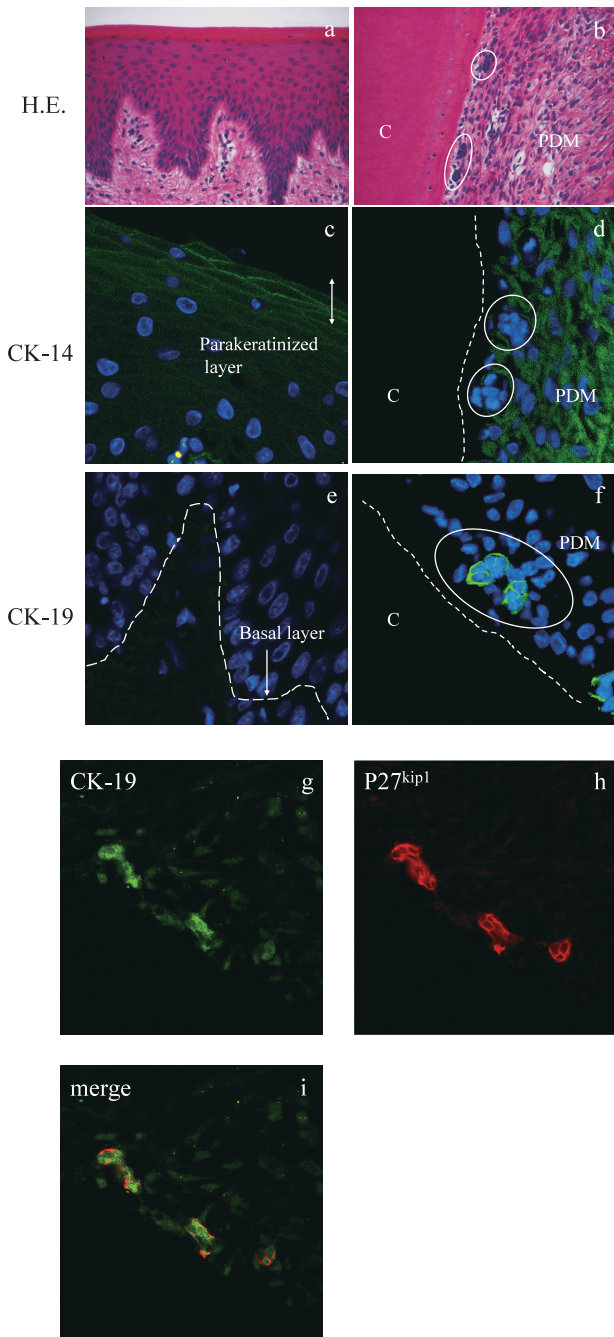 a
b
H.E.
C
PDM
c
d
CK-14
Parakeratinized
layer
C
PDM
e
f
PDM
CK-19
C
Basal layer
CK-19
g
P27kip1
h
merge
i